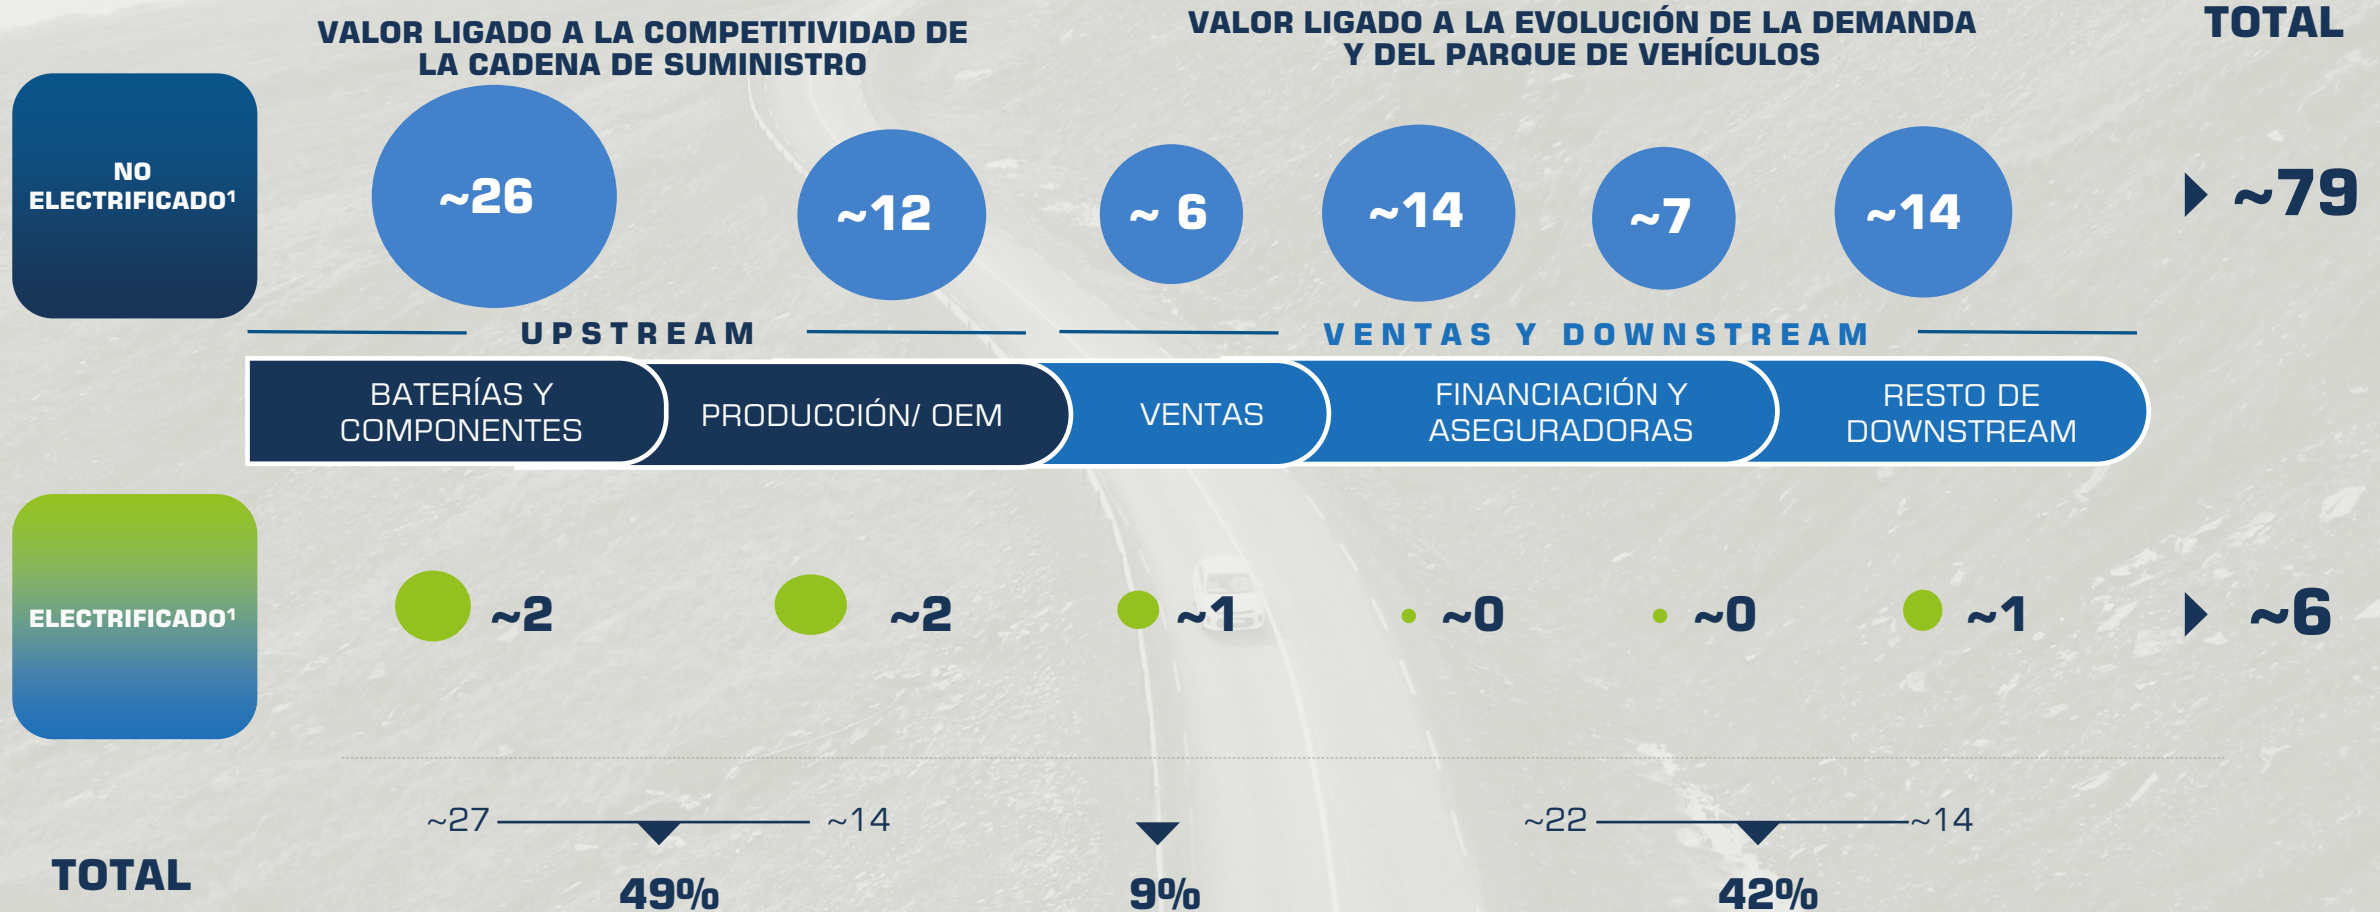 VALOR LIGADO A LA COMPETITIVIDAD DE
LA CADENA DE SUMINISTRO
VALOR LIGADO A LA EVOLUCIÓN DE LA DEMANDA
Y DEL PARQUE DE VEHÍCULOS
TOTAL
NO
ELECTRIFICADO¹
~26
~12
~ 6
~14
~7
~14
~79
UPSTREAM
VENTAS Y DOWNSTREAM
BATERÍAS Y
COMPONENTES
PRODUCCIÓN/ OEM
VENTAS
FINANCIACIÓN Y
ASEGURADORAS
RESTO DE
DOWNSTREAM
ELECTRIFICADO¹
~2
~2
~1
~0
~0
~1
~6
~27
~14
~22
~14
TOTAL
49%
9%
42%